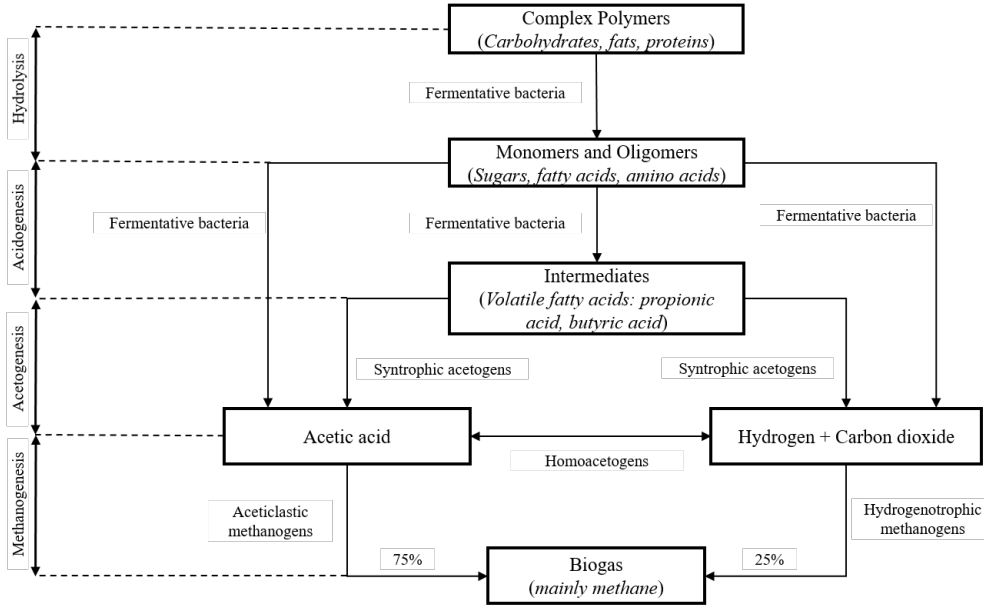 Complex Polymers
(Carbohydrates, fats, proteins)
Hydrolysis
Fermentative bacteria
Monomers and Oligomers
(Sugars, fatty acids, amino acids)
Acidogenesis
Fermentative bacteria
Fermentative bacteria
Fermentative bacteria
Intermediates
(Volatile fatty acids: propionic
acid, butyric acid)
Acetogenesis
Syntrophic acetogens
Syntrophic acetogens
Acetic acid
Hydrogen + Carbon dioxide
Homoacetogens
Methanogenesis
Aceticlastic
methanogens
Hydrogenotrophic
methanogens
75%
25%
Biogas
(mainly methane)